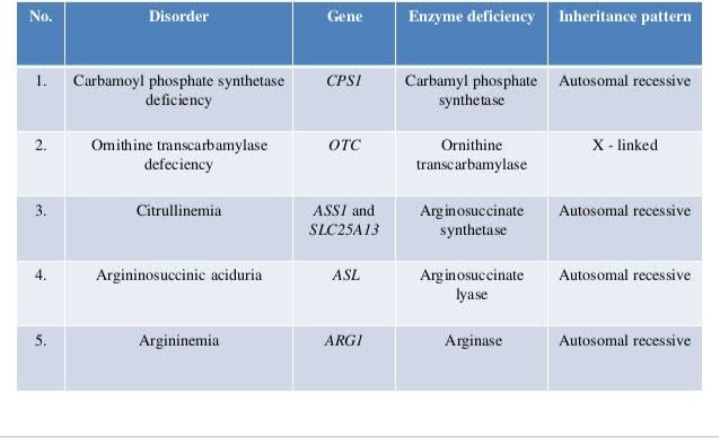 No. Disorder Gene Enzyme deficiency Inheritance pattern
1. Carbamoyl phosphate synthetase CPS1 Carbamyl phosphate Autosomal recessive
deficiency synthetase
2. Ornithine transcarbamylase OTC Ornithine X - linked
defeciency transcarbamylase
3. Citrullinemia ASS1 and Arginosuccinate Autosomal recessive
SLC25A13 synthetase
4. Argininosuccinic aciduria ASL Arginosuccinate Autosomal recessive
lyase
5. Argininemia ARG1 Arginase Autosomal recessive